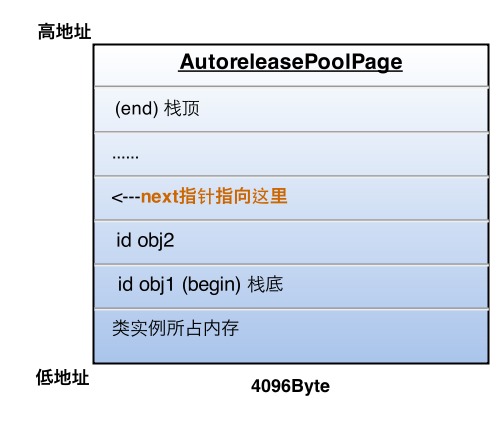 高地址
AutoreleasePoolPage
(end) 栈顶
......
<---next指针指向这里
id obj2
id obj1 (begin) 栈底
类实例所占内存
低地址
4096Byte